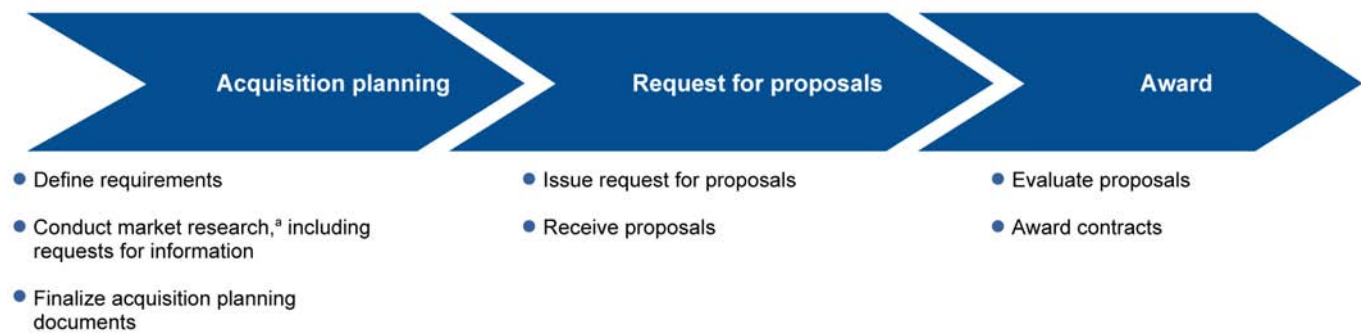 Acquisition planning
Request for proposals
Award
● Define requirements
● Conduct market research,ª including
requests for information
● Finalize acquisition planning
documents
● Issue request for proposals
● Receive proposals
● Evaluate proposals
● Award contracts